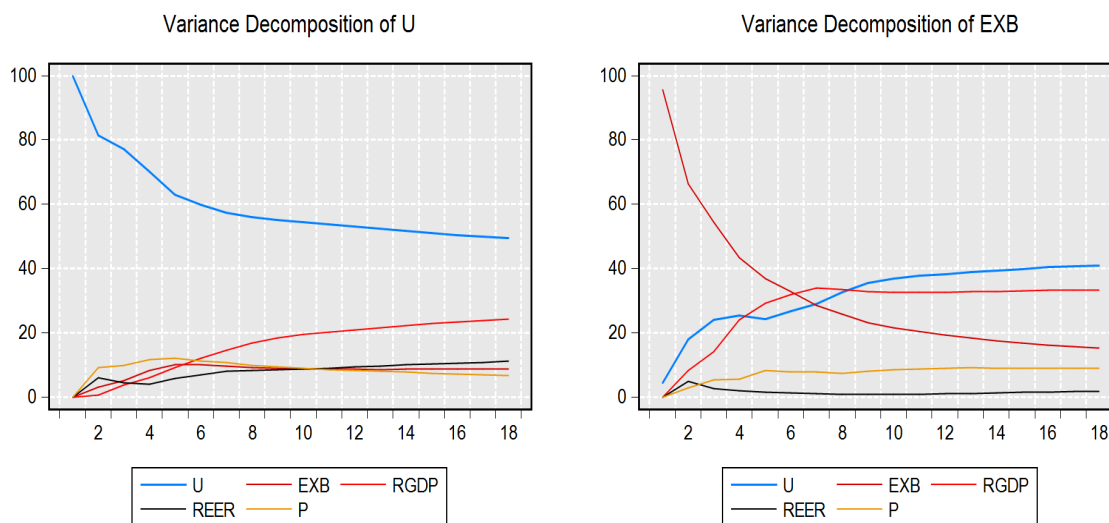 Variance Decomposition of U
100
80
60
40
20
0
2 4 6 8 10 12 14 16 18
U EXB RGDP
REER P
Variance Decomposition of EXB
100
80
60
40
20
0
2 4 6 8 10 12 14 16 18
U EXB RGDP
REER P